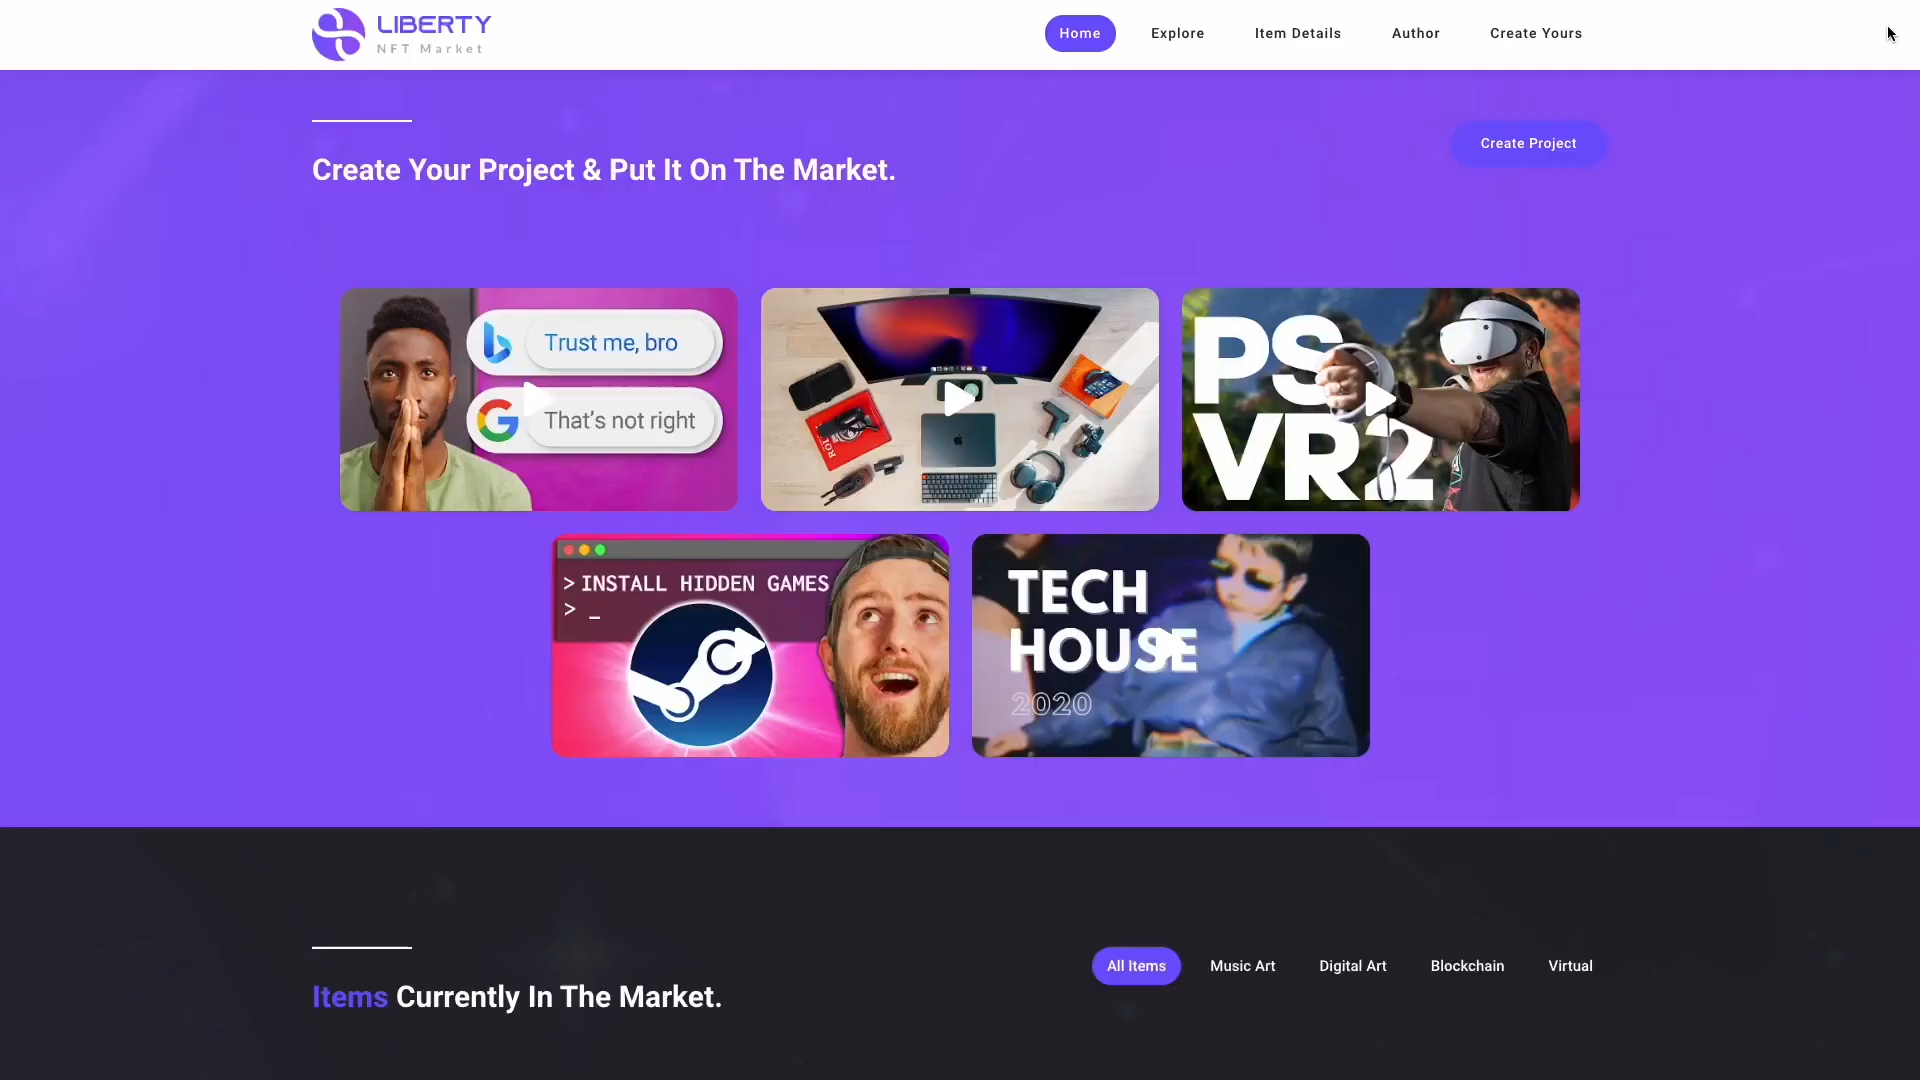 LIBERTY
NFT Market
Home
Explore
Item Details
Author
Create Yours
Create Your Project & Put It On The Market.
Create Project
Trust me, bro
That's not right
PS
VR2
> INSTALL HIDDEN GAMES
> _
TECH
HOUSE
2020
Items Currently In The Market.
All Items
Music Art
Digital Art
Blockchain
Virtual